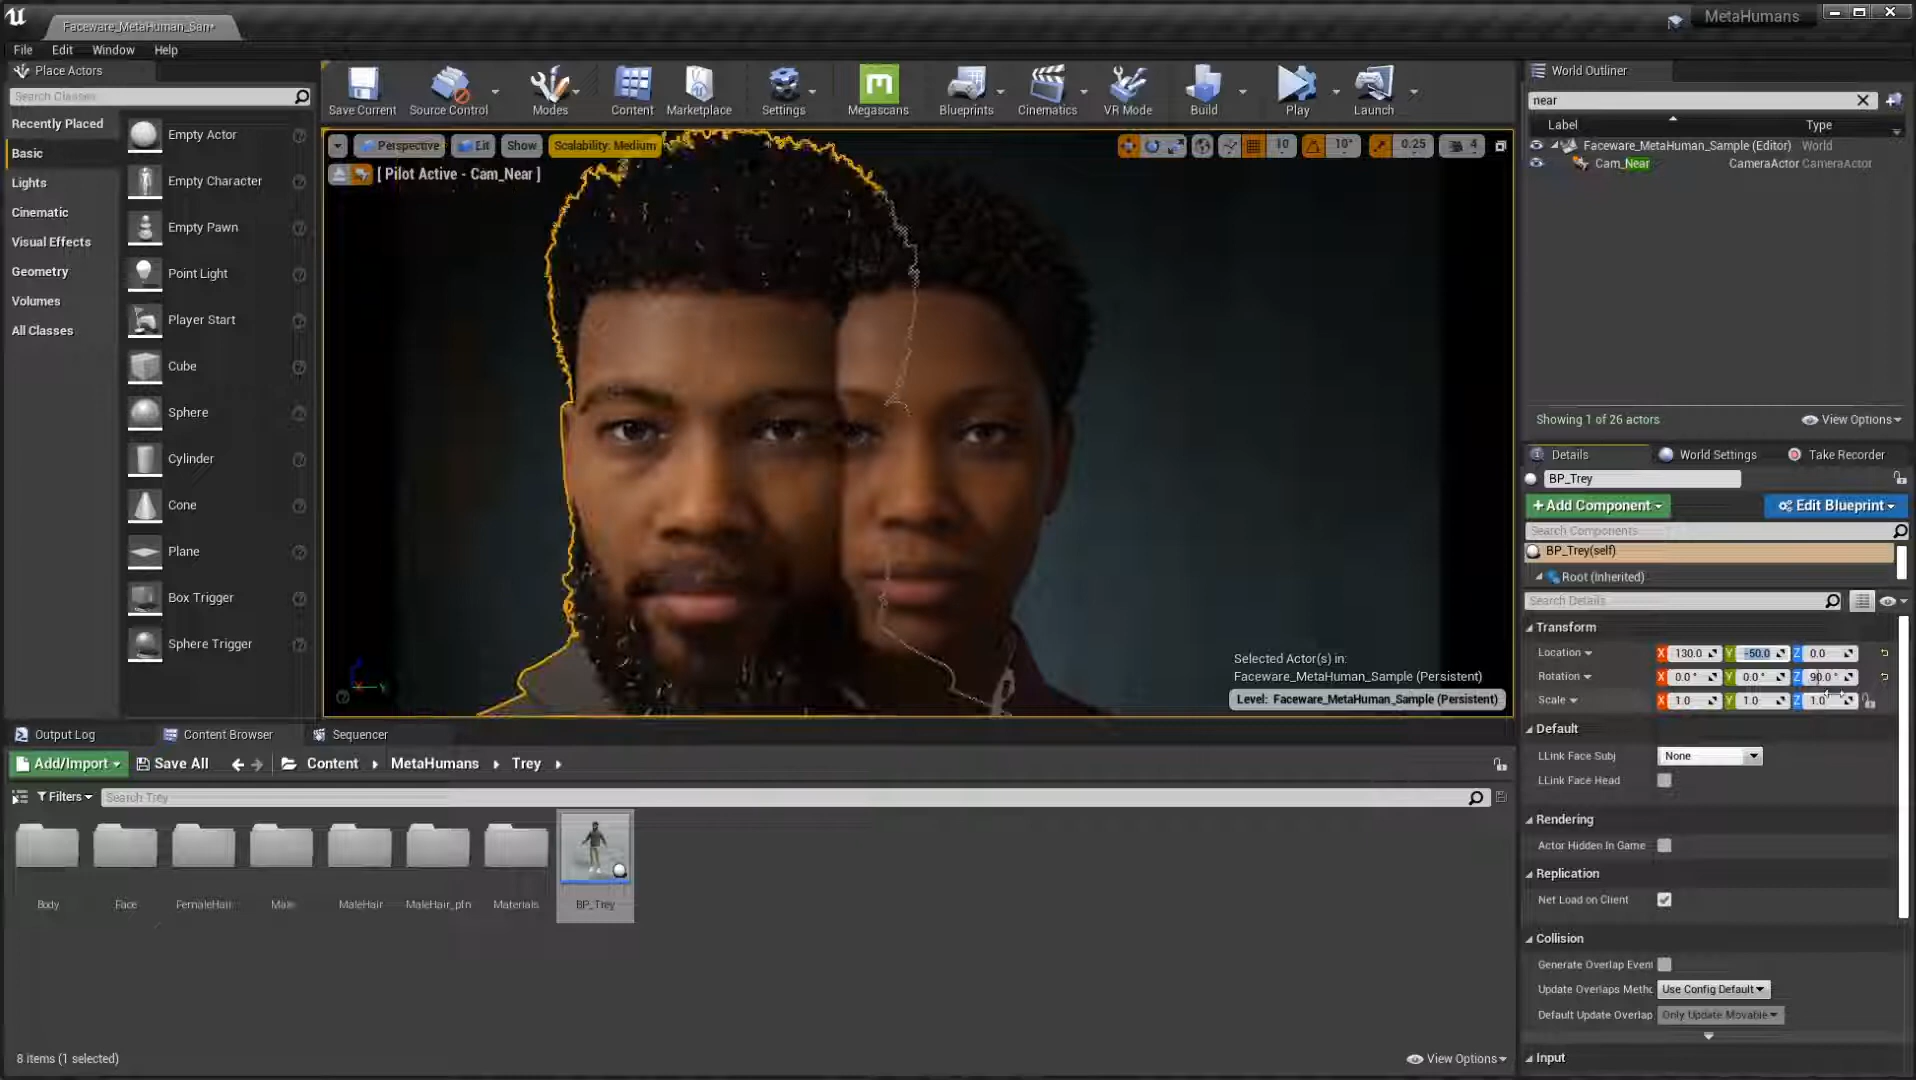 Faceware_MetaHuman_San*
MetaHumans
File Edit Window Help
Place Actors
Search Classes
Recently Placed
Basic
Lights
Cinematic
Visual Effects
Geometry
Volumes
All Classes
Empty Actor
Empty Character
Empty Pawn
Point Light
Player Start
Cube
Sphere
Cylinder
Cone
Plane
Box Trigger
Sphere Trigger
Save Current
Source Control
Modes
Content
Marketplace
Settings
Megascans
Blueprints
Cinematics
VR Mode
Build
Play
Launch
Perspective Lit Show Scalability: Medium 10 10° 0.25 4
[ Pilot Active - Cam_Near ]
Selected Actor(s) in:
Faceware_MetaHuman_Sample (Persistent)
Level: Faceware_MetaHuman_Sample (Persistent)
World Outliner
near
Label Type
Faceware_MetaHuman_Sample (Editor) World
Cam_Near CameraActor CameraActor
Showing 1 of 26 actors View Options
Details World Settings Take Recorder
BP_Trey
+Add Component Edit Blueprint
Search Components
BP_Trey(self)
Root (Inherited)
Search Details
Transform
Location X 130.0 Y -50.0 Z 0.0
Rotation X 0.0° Y 0.0° Z 90.0°
Scale X 1.0 Y 1.0 Z 1.0
Default
LLink Face Subj None
LLink Face Head
Rendering
Actor Hidden In Game
Replication
Net Load on Client
Collision
Generate Overlap Even
Update Overlaps Metho Use Config Default
Default Update Overlap Only Update Movable
Input
Output Log Content Browser Sequencer
Add/Import Save All Content MetaHumans Trey
Filters Search Trey
Body
Face
FemaleHair
Male
MaleHair
MaleHair_pfn
Materials
BP_Trey
8 items (1 selected) View Options